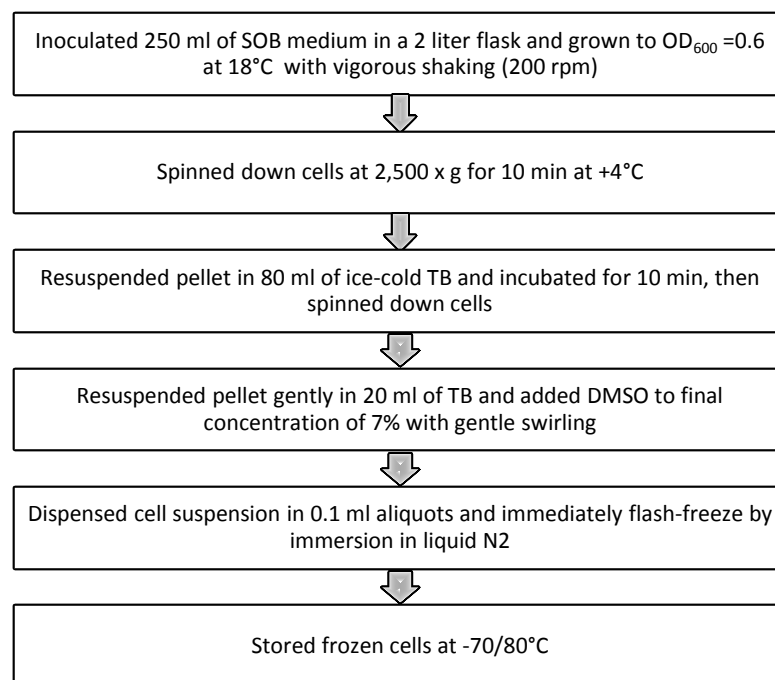 Inoculated 250 ml of SOB medium in a 2 liter flask and grown to OD₆₀₀ =0.6
at 18°C with vigorous shaking (200 rpm)
Spinned down cells at 2,500 x g for 10 min at +4°C
Resuspended pellet in 80 ml of ice-cold TB and incubated for 10 min, then
spinned down cells
Resuspended pellet gently in 20 ml of TB and added DMSO to final
concentration of 7% with gentle swirling
Dispensed cell suspension in 0.1 ml aliquots and immediately flash-freeze by
immersion in liquid N2
Stored frozen cells at -70/80°C